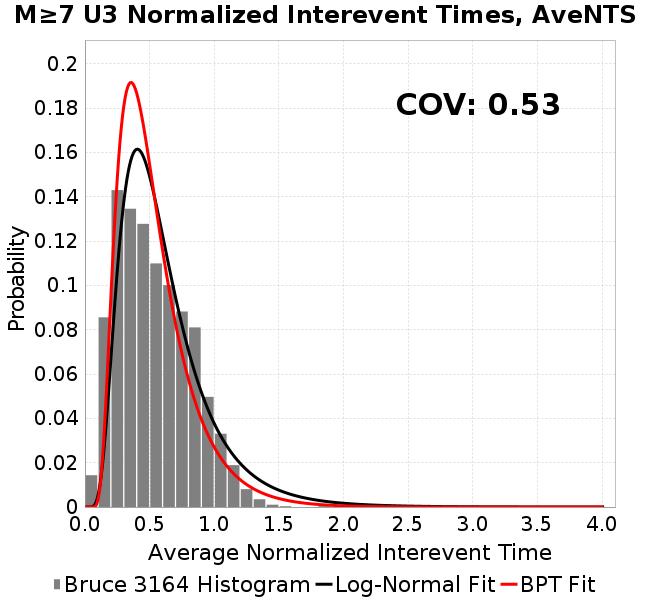 M≥7 U3 Normalized Interevent Times, AveNTS
COV: 0.53
Probability
0.2
0.18
0.16
0.14
0.12
0.1
0.08
0.06
0.04
0.02
0
0.0 0.5 1.0 1.5 2.0 2.5 3.0 3.5 4.0
Average Normalized Interevent Time
Bruce 3164 Histogram Log-Normal Fit BPT Fit